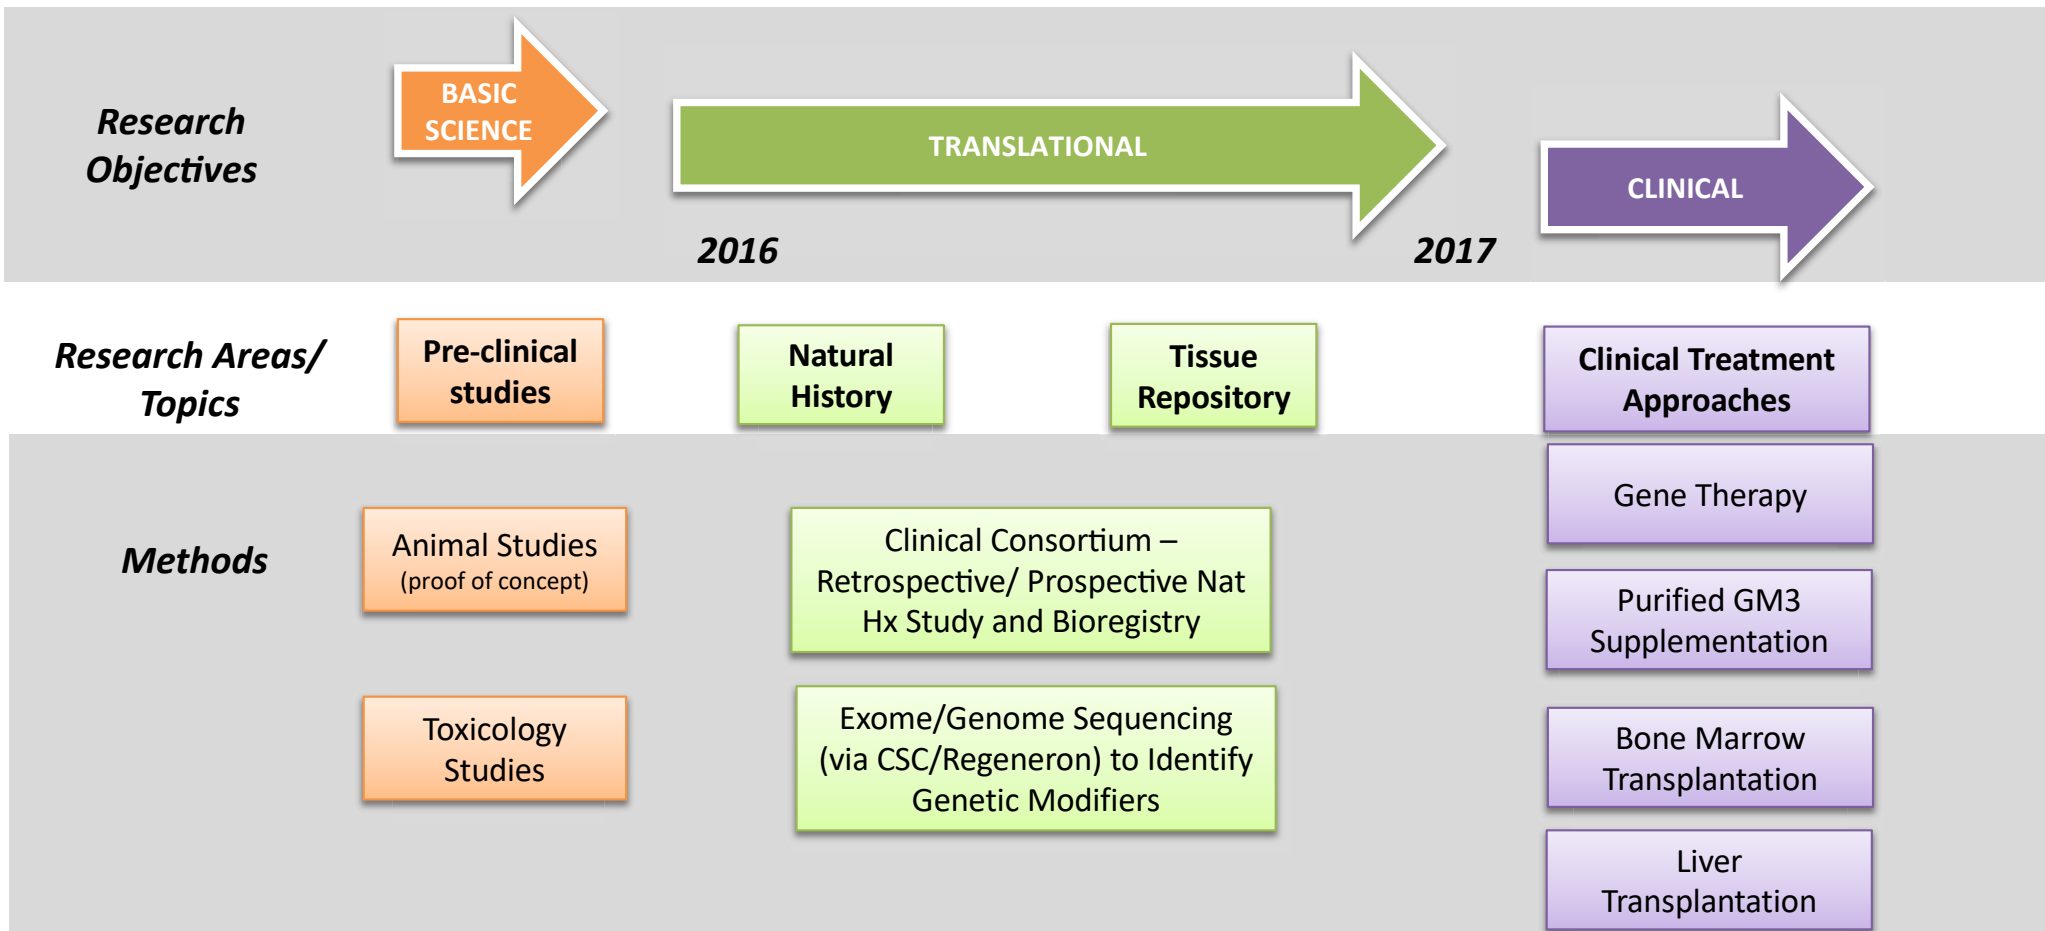 Research
Objectives
BASIC
SCIENCE
TRANSLATIONAL
CLINICAL
2016
2017
Research Areas/
Topics
Pre-clinical
studies
Natural
History
Tissue
Repository
Clinical Treatment
Approaches
Methods
Animal Studies
(proof of concept)
Toxicology
Studies
Clinical Consortium –
Retrospective/ Prospective Nat
Hx Study and Bioregistry
Exome/Genome Sequencing
(via CSC/Regeneron) to Identify
Genetic Modifiers
Gene Therapy
Purified GM3
Supplementation
Bone Marrow
Transplantation
Liver
Transplantation